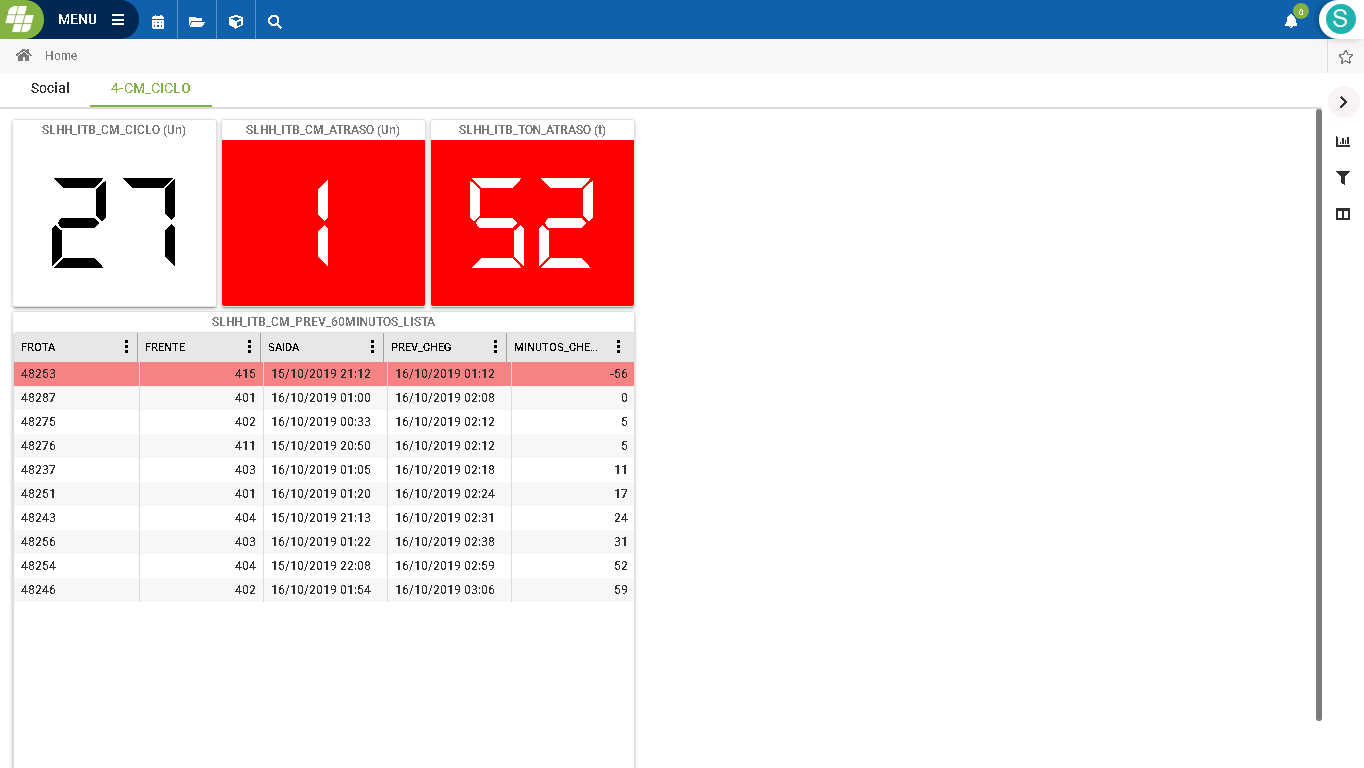 MENU
0
S
Home
Social 4-CM_CICLO
SLHH_ITB_CM_CICLO (Un) SLHH_ITB_CM_ATRASO (Un) SLHH_ITB_TON_ATRASO (t)
27 1 52
SLHH_ITB_CM_PREV_60MINUTOS_LISTA
FROTA FRENTE SAIDA PREV_CHEG MINUTOS_CHE...
48253 415 15/10/2019 21:12 16/10/2019 01:12 -56
48287 401 16/10/2019 01:00 16/10/2019 02:08 0
48275 402 16/10/2019 00:33 16/10/2019 02:12 5
48276 411 15/10/2019 20:50 16/10/2019 02:12 5
48237 403 16/10/2019 01:05 16/10/2019 02:18 11
48251 401 16/10/2019 01:20 16/10/2019 02:24 17
48243 404 15/10/2019 21:13 16/10/2019 02:31 24
48256 403 16/10/2019 01:22 16/10/2019 02:38 31
48254 404 15/10/2019 22:08 16/10/2019 02:59 52
48246 402 16/10/2019 01:54 16/10/2019 03:06 59